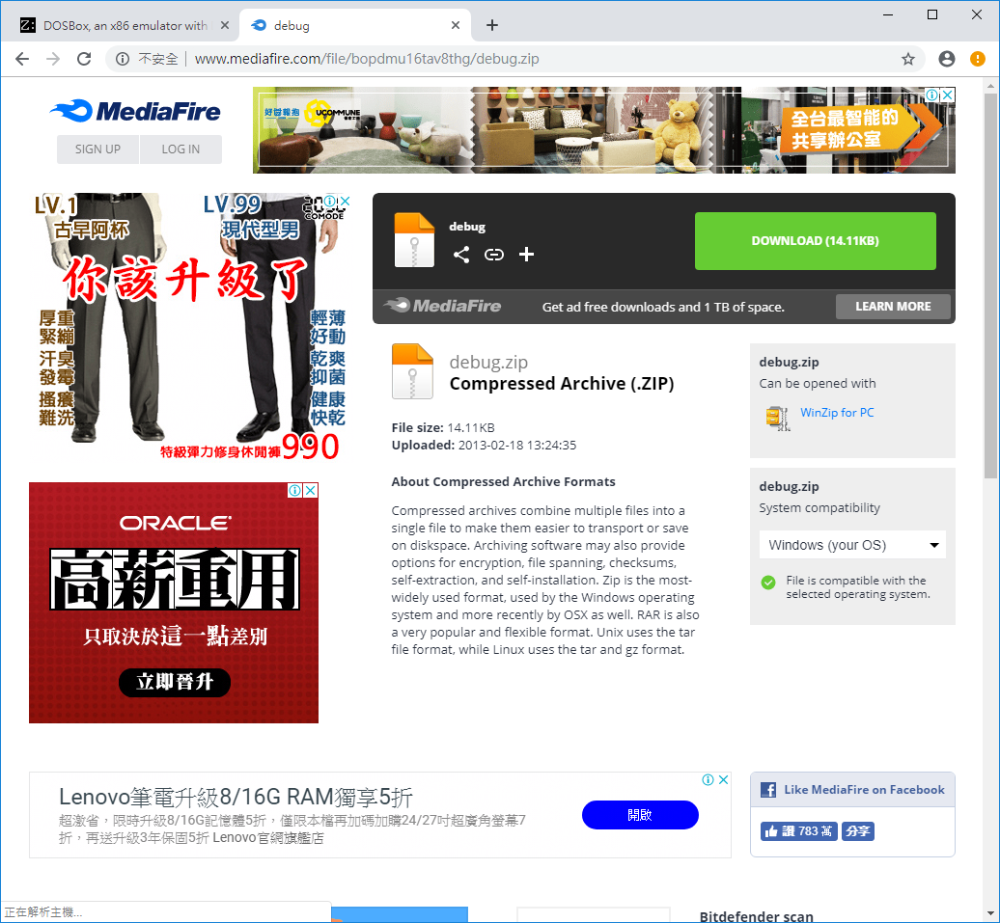 DOSBox, an x86 emulator with
debug
不安全
www.mediafire.com/file/bopdmu16tav8thg/debug.zip
MediaFire
SIGN UP
LOG IN
UCOMMUNE
全台最智能的
共享辦公室
LV.1
古早阿杯
LV.99
現代型男
COMODE
你該升級了
厚重
緊繃
汗臭
發霉
搔癢
難洗
輕薄
好動
乾爽
抑菌
健康
快乾
特級彈力修身休閒褲990
debug
DOWNLOAD (14.11KB)
MediaFire
Get ad free downloads and 1 TB of space.
LEARN MORE
debug.zip
Compressed Archive (.ZIP)
File size: 14.11KB
Uploaded: 2013-02-18 13:24:35
About Compressed Archive Formats
Compressed archives combine multiple files into a
single file to make them easier to transport or save
on diskspace. Archiving software may also provide
options for encryption, file spanning, checksums,
self-extraction, and self-installation. Zip is the most-
widely used format, used by the Windows operating
system and more recently by OSX as well. RAR is also
a very popular and flexible format. Unix uses the tar
file format, while Linux uses the tar and gz format.
debug.zip
Can be opened with
WinZip for PC
debug.zip
System compatibility
Windows (your OS)
File is compatible with the
selected operating system.
ORACLE
高薪重用
只取決於這一點差別
立即晉升
Lenovo筆電升級8/16G RAM獨享5折
超激省，限時升級8/16G記憶體5折，僅限本檔再加碼加購24/27吋超廣角螢幕7
折，再送升級3年保固5折 Lenovo官網旗艦店
開啟
Like MediaFire on Facebook
讚 783 萬
分享
正在解析主機...
Bitdefender scan